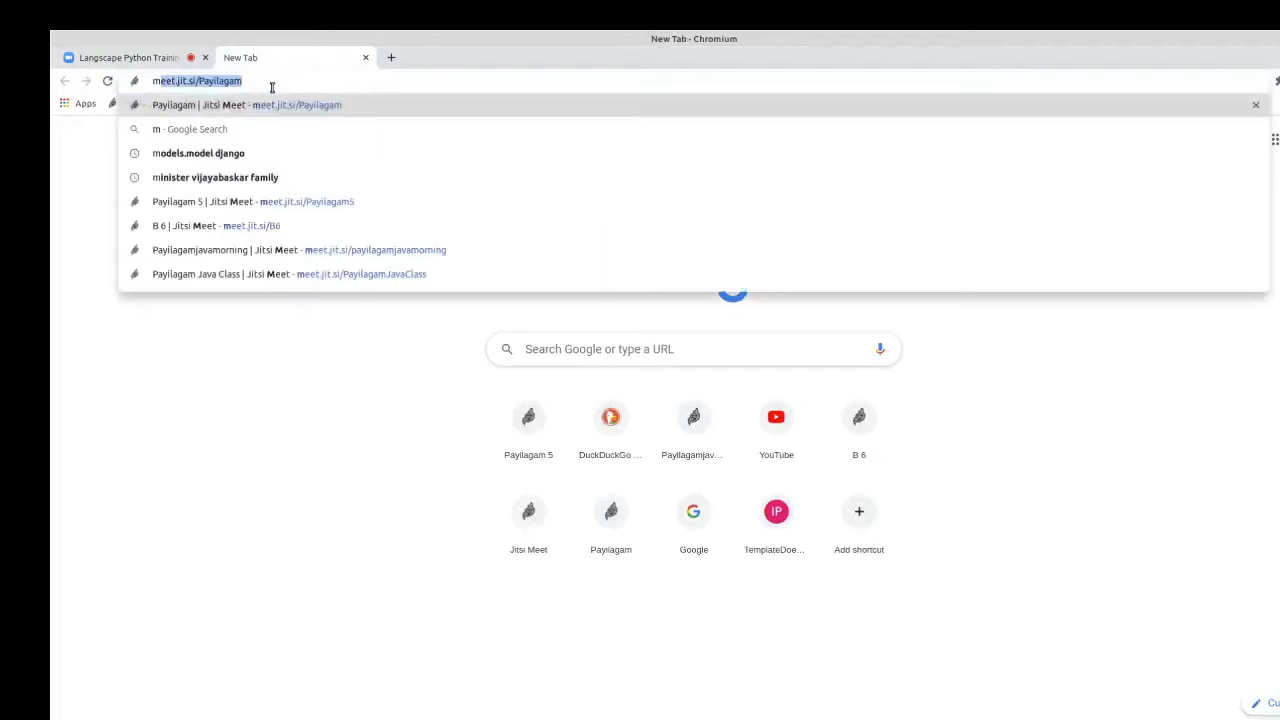 New Tab - Chromium
Langscape Python Trainin
New Tab
meet.jit.si/Payilagam
Apps
Payilagam | Jitsi Meet - meet.jit.si/Payilagam
m - Google Search
models.model django
minister vijayabaskar family
Payilagam 5 | Jitsi Meet - meet.jit.si/Payilagam5
B 6 | Jitsi Meet - meet.jit.si/B6
Payilagamjavamorning | Jitsi Meet - meet.jit.si/payilagamjavamorning
Payilagam Java Class | Jitsi Meet - meet.jit.si/PayilagamJavaClass
Search Google or type a URL
Payilagam 5
DuckDuckGo ...
Payilagamjav...
YouTube
B 6
IP
Jitsi Meet
Payilagam
Google
TemplateDoe...
Add shortcut
Cu